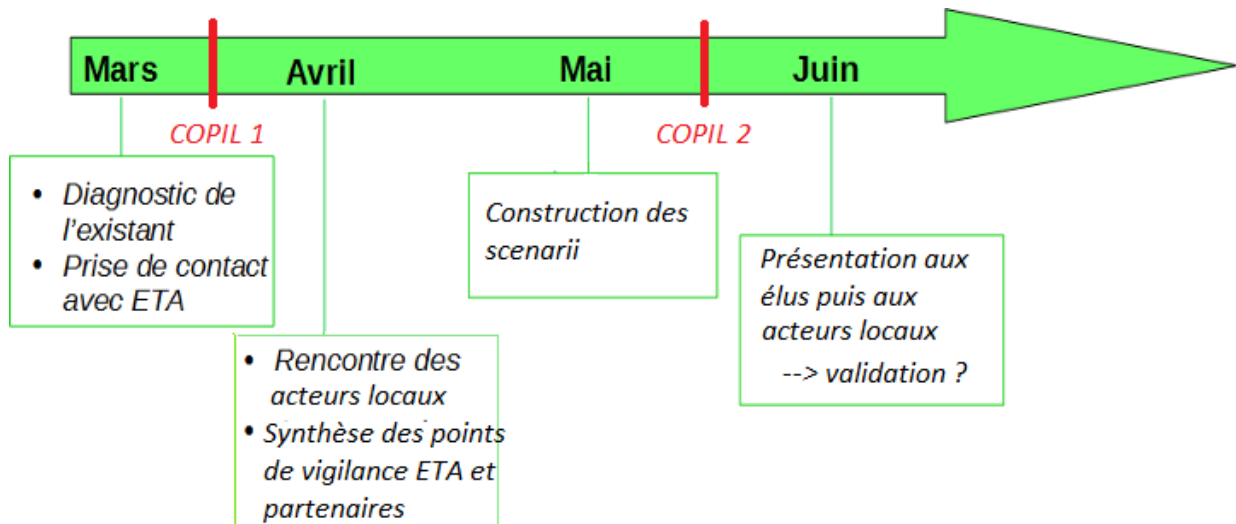 Mars
Avril
Mai
Juin
COPIL 1
COPIL 2
• Diagnostic de
l'existant
• Prise de contact
avec ETA
• Rencontre des
acteurs locaux
• Synthèse des points
de vigilance ETA et
partenaires
Construction des
scenarii
Présentation aux
élus puis aux
acteurs locaux
--> validation ?